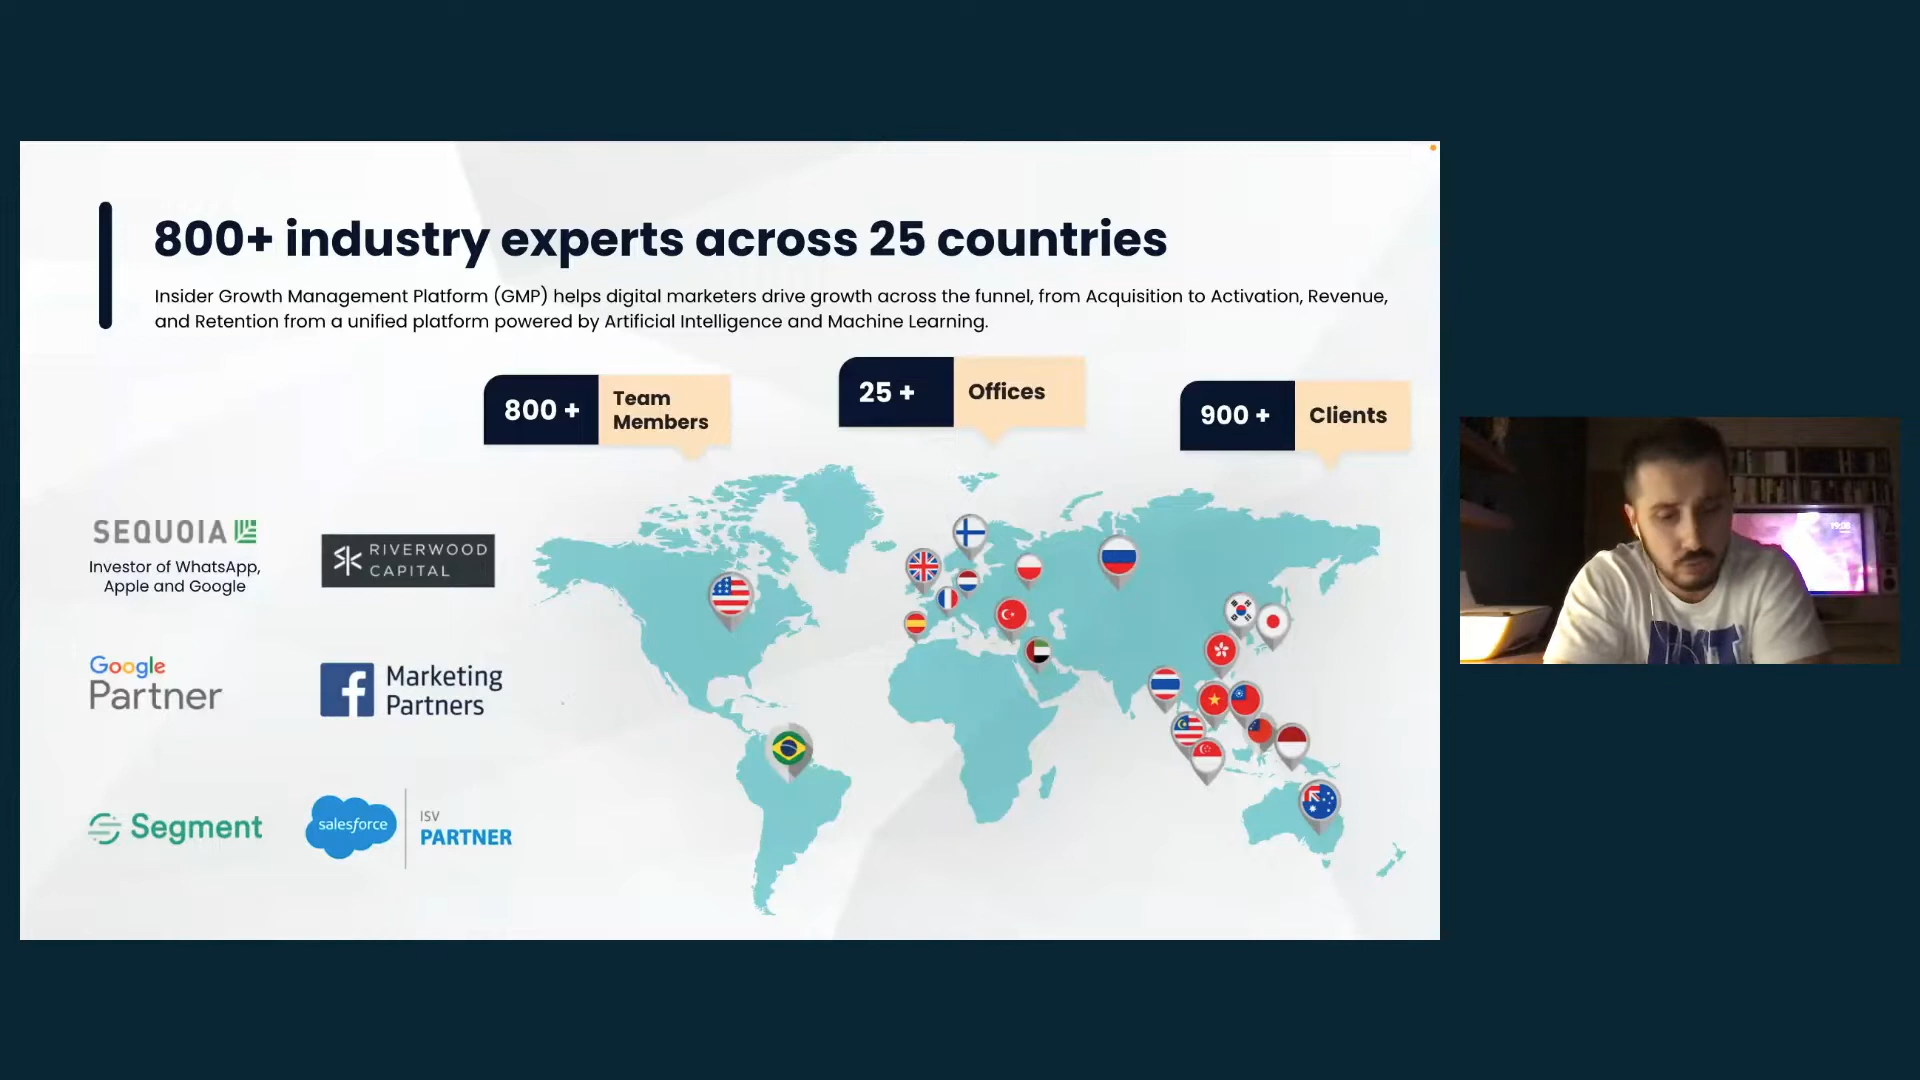 800+ industry experts across 25 countries
Insider Growth Management Platform (GMP) helps digital marketers drive growth across the funnel, from Acquisition to Activation, Revenue,
and Retention from a unified platform powered by Artificial Intelligence and Machine Learning.
800 +
Team
Members
25 +
Offices
900 +
Clients
SEQUOIA
Investor of WhatsApp,
Apple and Google
RIVERWOOD
CAPITAL
Google
Partner
Marketing
Partners
Segment
salesforce
ISV
PARTNER